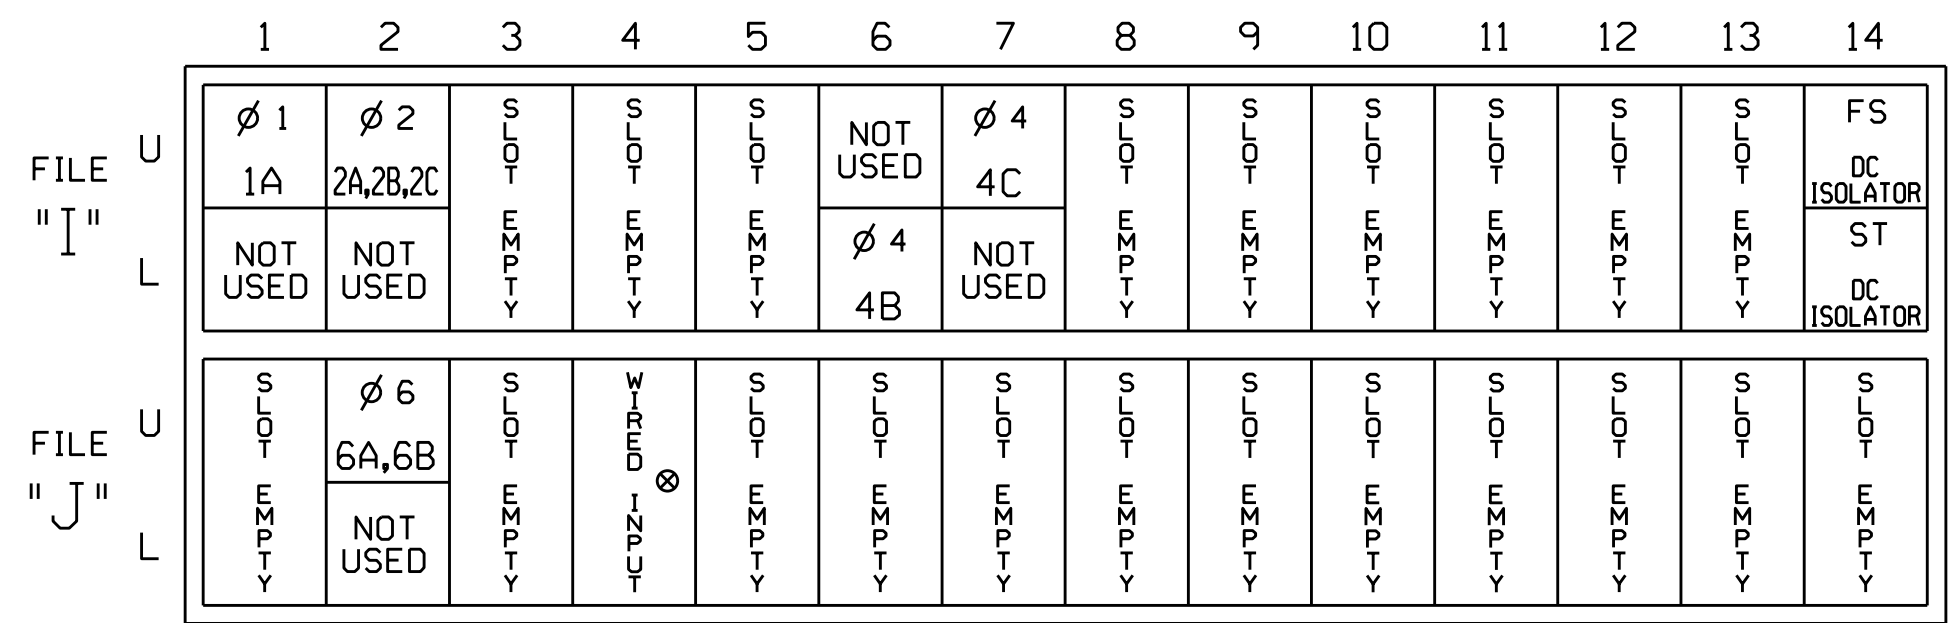 1 2 3 4 5 6 7 8 9 10 11 12 13 14
FILE "I"
U
L
Ø 1
1A
NOT
USED
Ø 2
2A,2B,2C
NOT
USED
SLOT EMPTY
SLOT EMPTY
SLOT EMPTY
NOT
USED
Ø 4
4B
Ø 4
4C
NOT
USED
SLOT EMPTY
SLOT EMPTY
SLOT EMPTY
SLOT EMPTY
SLOT EMPTY
SLOT EMPTY
FS
DC
ISOLATOR
ST
DC
ISOLATOR
FILE "J"
U
L
SLOT EMPTY
Ø 6
6A,6B
NOT
USED
SLOT EMPTY
WIRED INPUT
⊗
SLOT EMPTY
SLOT EMPTY
SLOT EMPTY
SLOT EMPTY
SLOT EMPTY
SLOT EMPTY
SLOT EMPTY
SLOT EMPTY
SLOT EMPTY
SLOT EMPTY